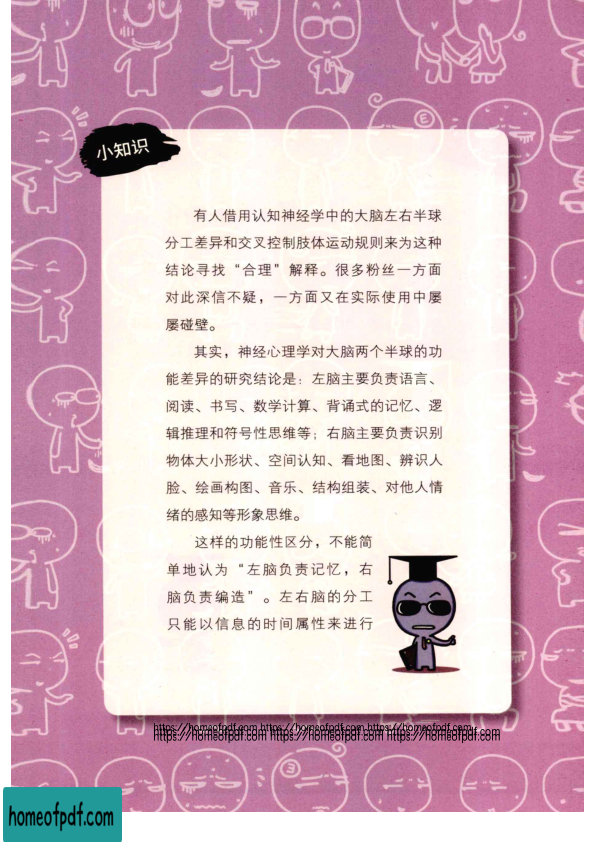 小知识
有人借用认知神经学中的大脑左右半球
分工差异和交叉控制肢体运动规则来为这种
结论寻找“合理”解释。很多粉丝一方面
对此深信不疑，一方面又在实际使用中屡
屡碰壁。
其实，神经心理学对大脑两个半球的功
能差异的研究结论是：左脑主要负责语言、
阅读、书写、数学计算、背诵式的记忆、逻
辑推理和符号性思维等；右脑主要负责识别
物体大小形状、空间认知、看地图、辨识人
脸、绘画构图、音乐、结构组装、对他人情
绪的感知等形象思维。
这样的功能性区分，不能简
单地认为“左脑负责记忆，右
脑负责编造”。左右脑的分工
只能以信息的时间属性来进行
https://homeofpdf.com https://homeofpdf.com https://homeofpdf.com
https://homeofpdf.com https://homeofpdf.com https://homeofpdf.com
homeofpdf.com